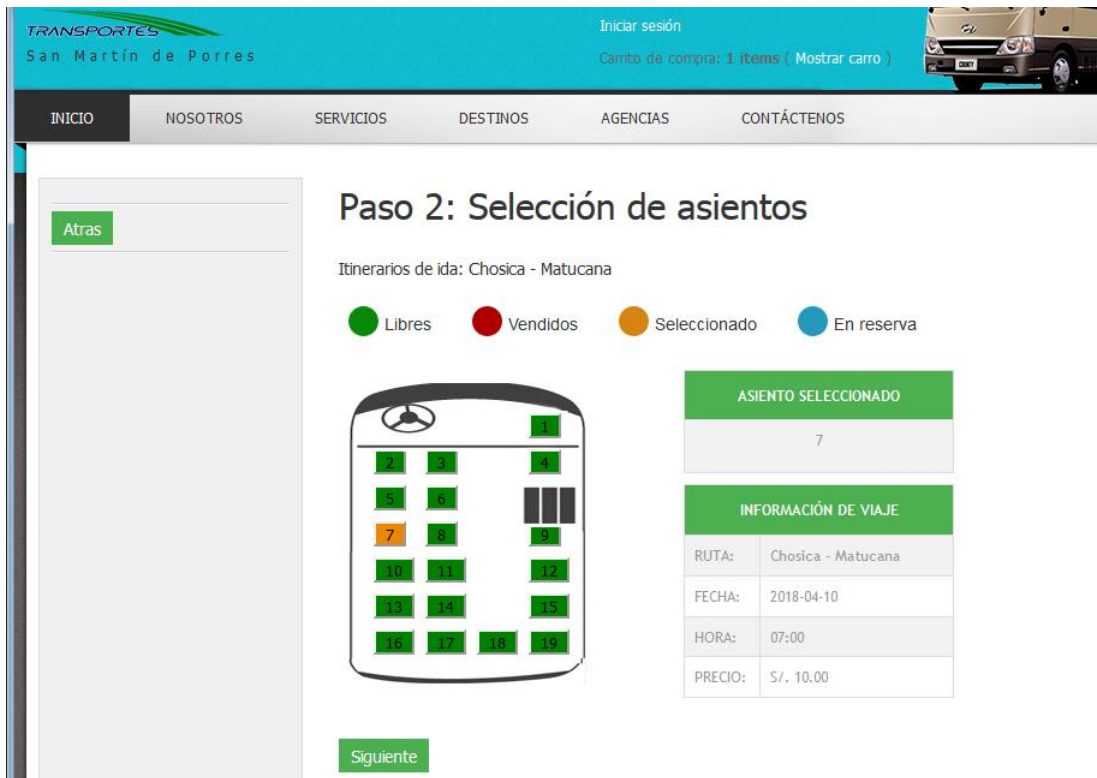 TRANSPORTES
San Martín de Porres
Iniciar sesión
Carrito de compra: 1 items ( Mostrar carro )
COUNTY
INICIO NOSOTROS SERVICIOS DESTINOS AGENCIAS CONTÁCTENOS
Atras
Paso 2: Selección de asientos
Itinerarios de ida: Chosica - Matucana
Libres Vendidos Seleccionado En reserva
1
2 3 4
5 6
7 8 9
10 11 12
13 14 15
16 17 18 19
ASIENTO SELECCIONADO
7
INFORMACIÓN DE VIAJE
RUTA: Chosica - Matucana
FECHA: 2018-04-10
HORA: 07:00
PRECIO: S/. 10.00
Siguiente